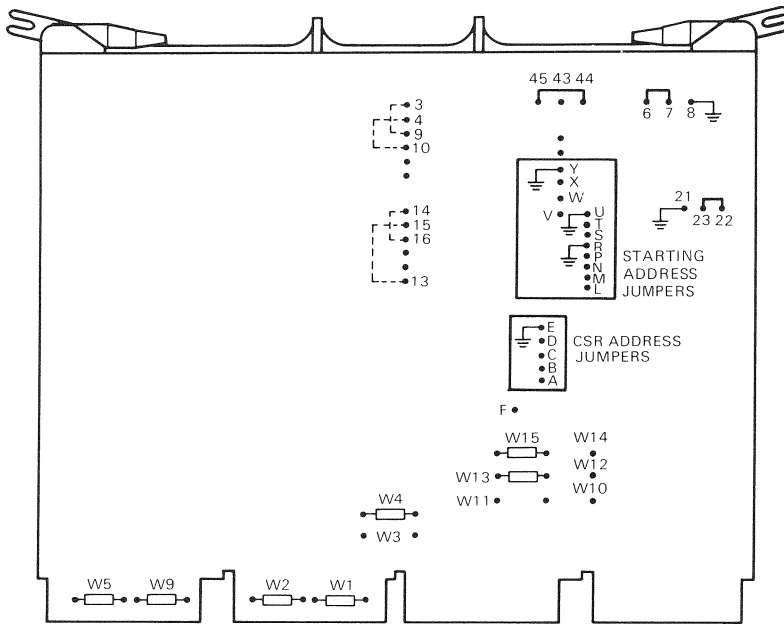 45 43 44
3
4
9
10
6 7 8
Y
X
W
V
U
T
S
R
P
N
M
L
21
23 22
14
15
16
13
STARTING
ADDRESS
JUMPERS
E
D
C
B
A
CSR ADDRESS
JUMPERS
F
W15
W14
W13
W12
W11
W10
W4
W3
W5
W9
W2
W1